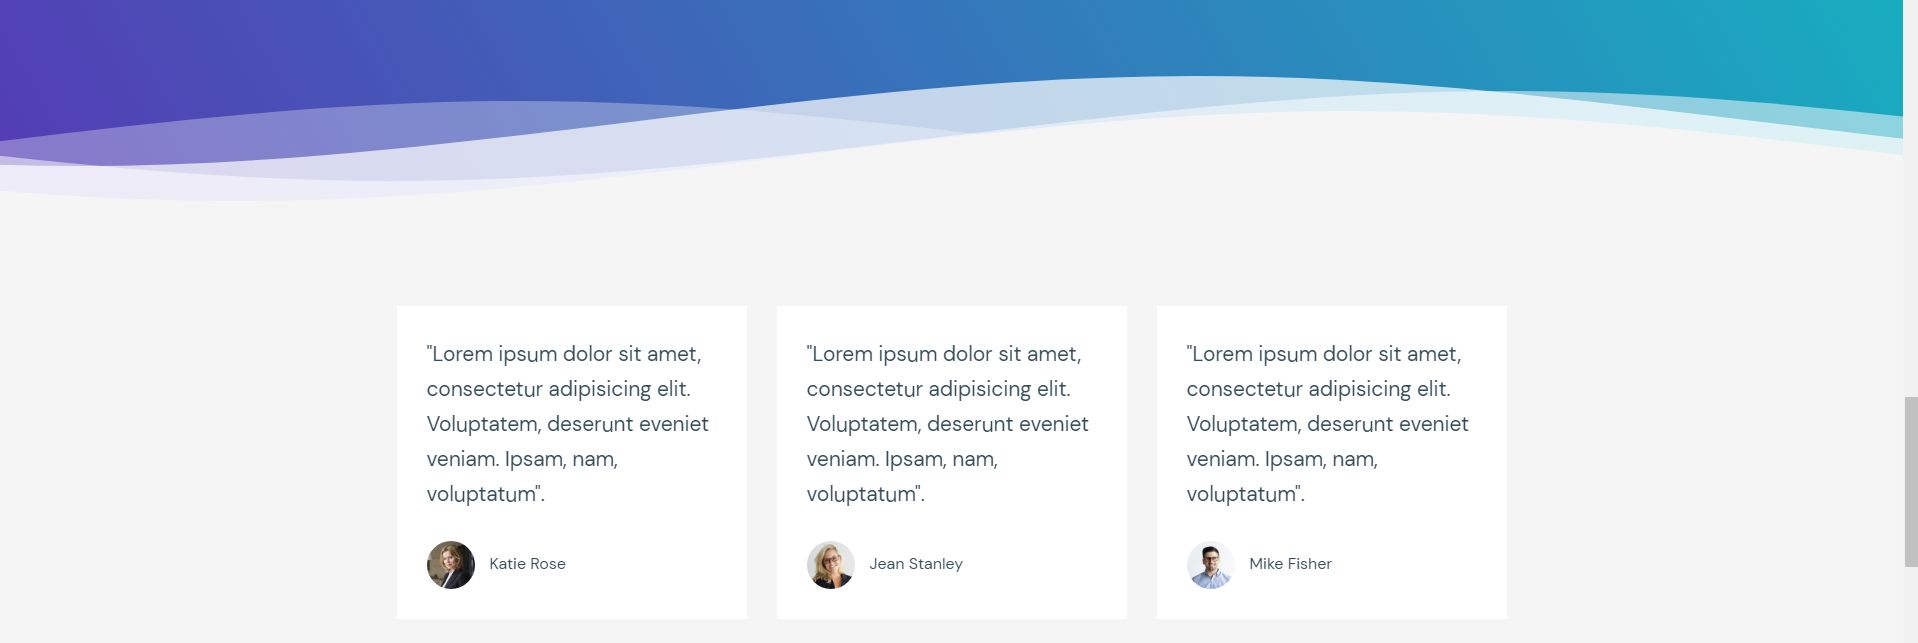 "Lorem ipsum dolor sit amet,
consectetur adipisicing elit.
Voluptatem, deserunt eveniet
veniam. Ipsam, nam,
voluptatum".
Katie Rose
"Lorem ipsum dolor sit amet,
consectetur adipisicing elit.
Voluptatem, deserunt eveniet
veniam. Ipsam, nam,
voluptatum".
Jean Stanley
"Lorem ipsum dolor sit amet,
consectetur adipisicing elit.
Voluptatem, deserunt eveniet
veniam. Ipsam, nam,
voluptatum".
Mike Fisher